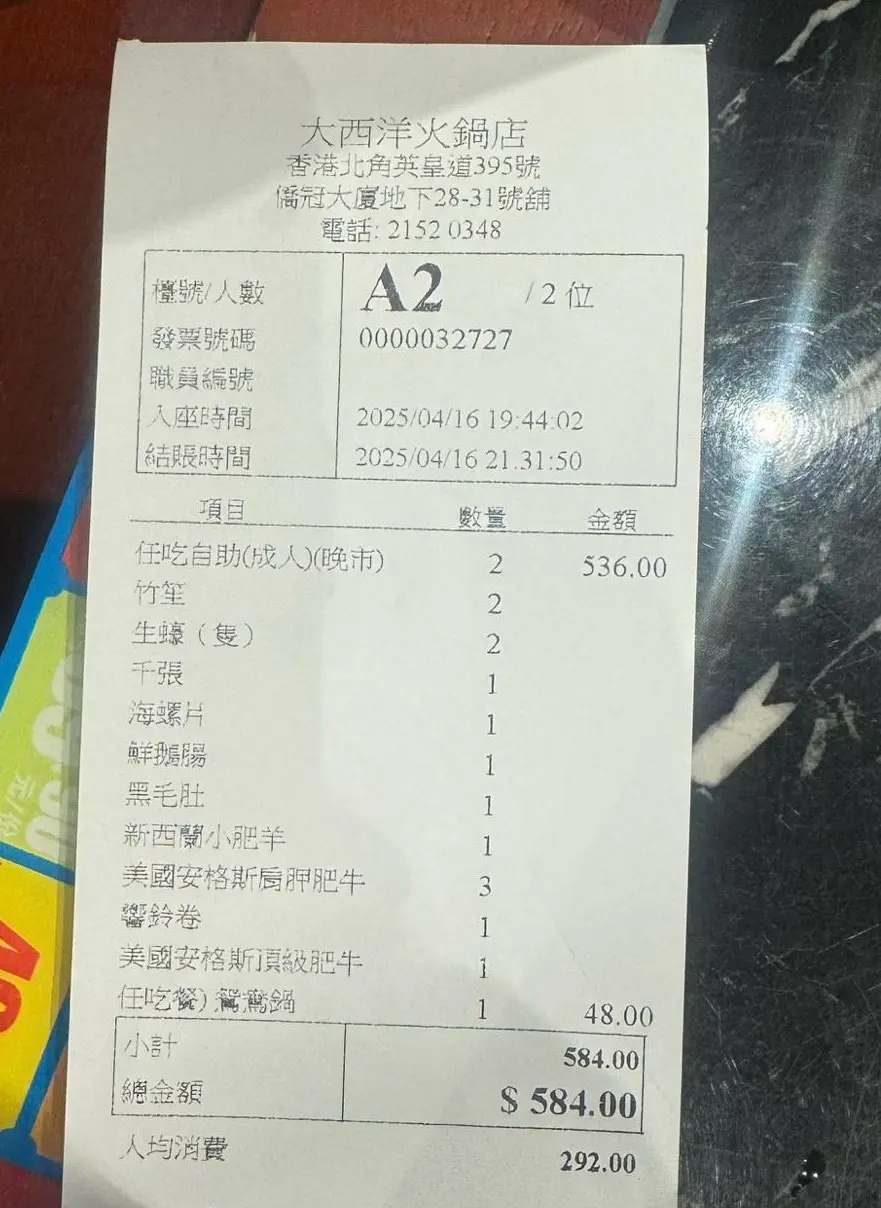 大西洋火鍋店
香港北角英皇道395號
僑冠大廈地下28-31號舖
電話: 2152 0348
檯號/人數 A2 /2 位
發票號碼 0000032727
職員編號
入座時間 2025/04/16 19:44:02
結賬時間 2025/04/16 21:31:50
項目 數量 金額
任吃自助(成人)(晚市) 2 536.00
竹笙 2
生蠔（隻） 2
千張 1
海螺片 1
鮮鵝腸 1
黑毛肚 1
新西蘭小肥羊 1
美國安格斯肩胛肥牛 3
響鈴卷 1
美國安格斯頂級肥牛 1
任吃餐) 鴛鴦鍋 1 48.00
小計 584.00
總金額 $ 584.00
人均消費 292.00